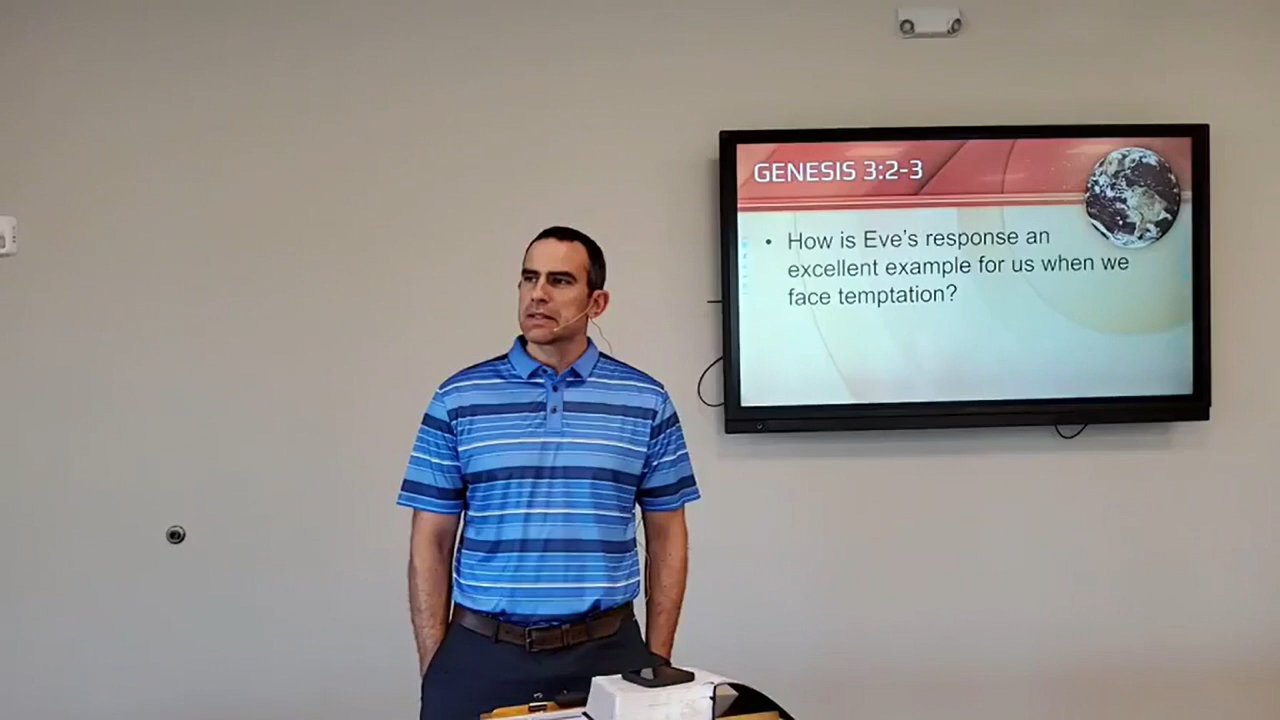 GENESIS 3:2-3
• How is Eve's response an
excellent example for us when we
face temptation?